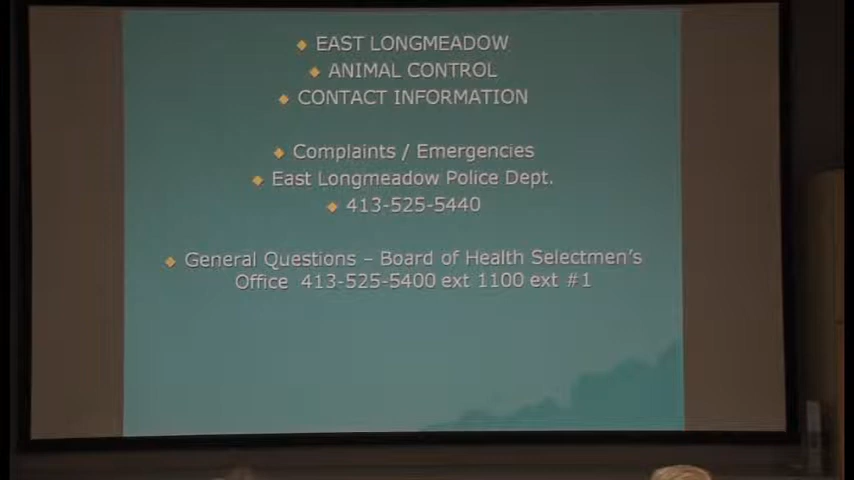 EAST LONGMEADOW
ANIMAL CONTROL
CONTACT INFORMATION
Complaints / Emergencies
East Longmeadow Police Dept.
413-525-5440
General Questions – Board of Health Selectmen's
Office 413-525-5400 ext 1100 ext #1